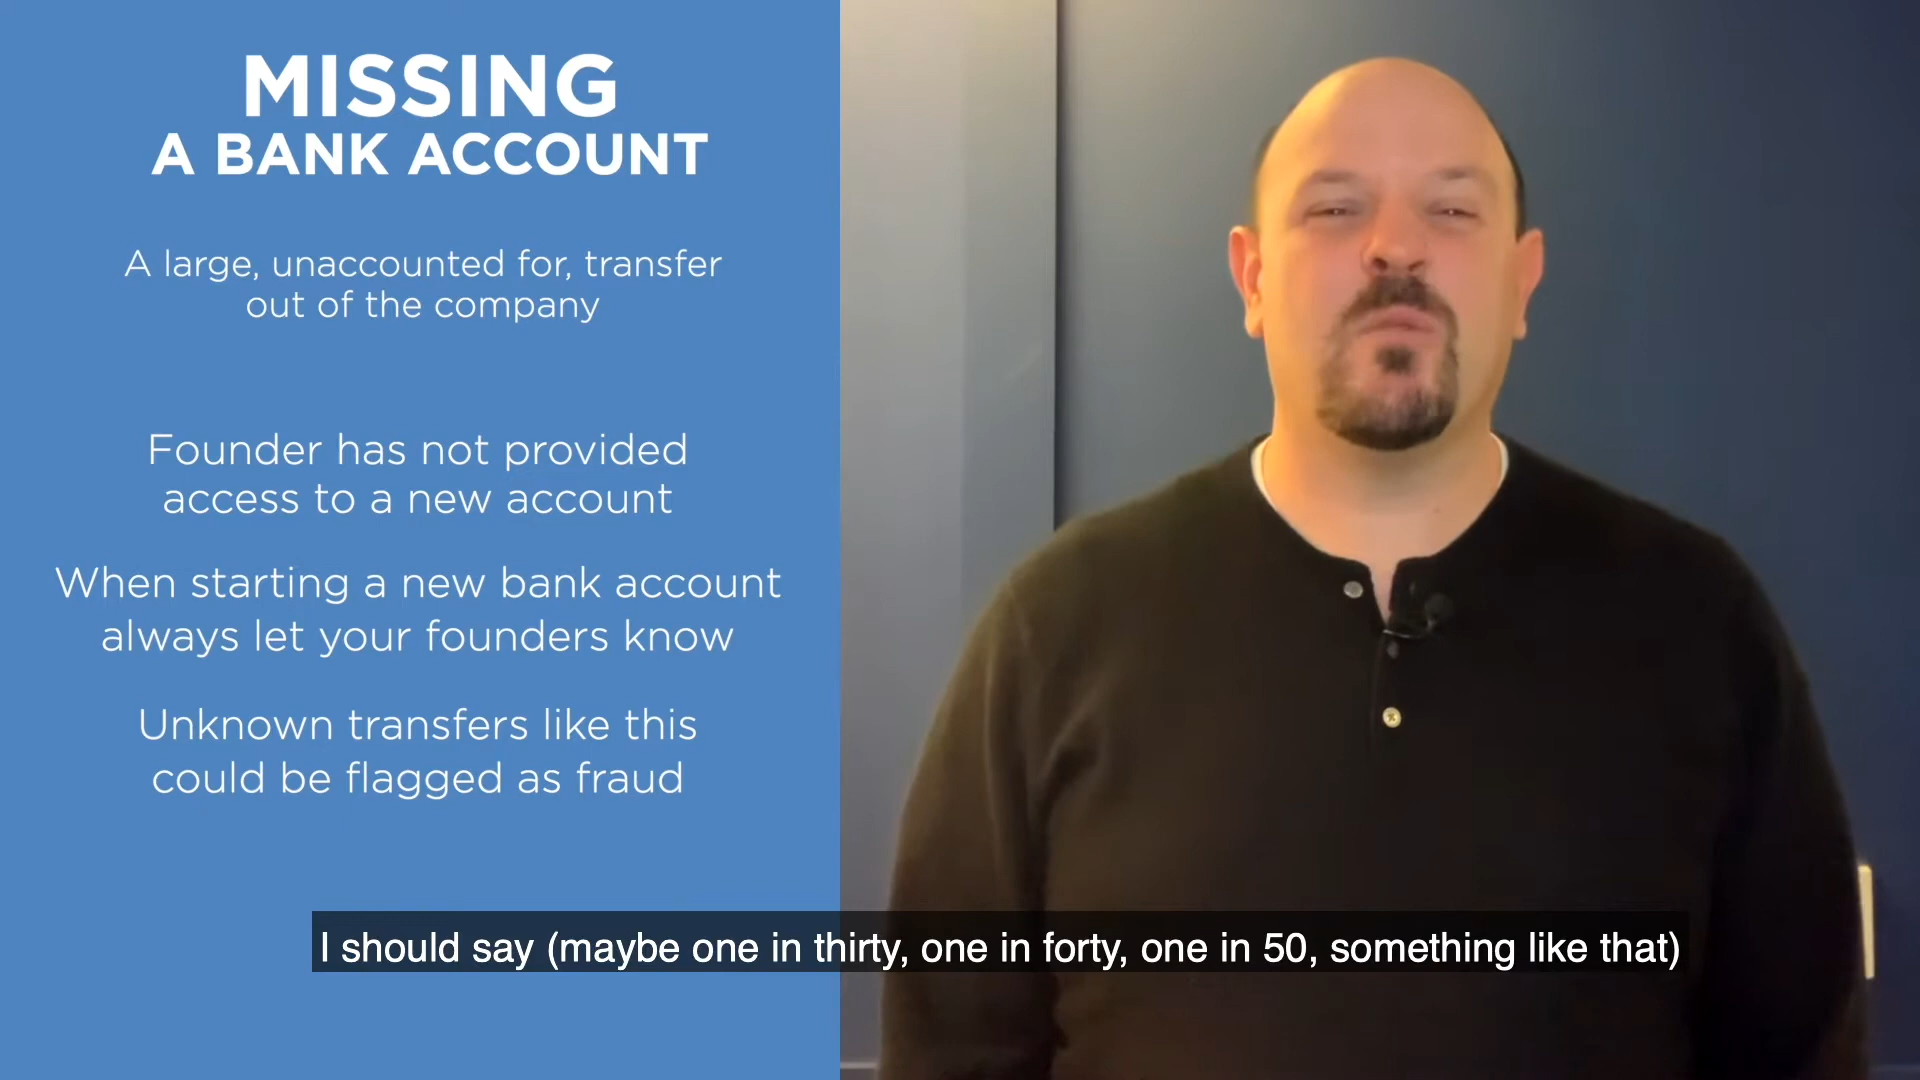 MISSING
A BANK ACCOUNT
A large, unaccounted for, transfer
out of the company
Founder has not provided
access to a new account
When starting a new bank account
always let your founders know
Unknown transfers like this
could be flagged as fraud
I should say (maybe one in thirty, one in forty, one in 50, something like that)